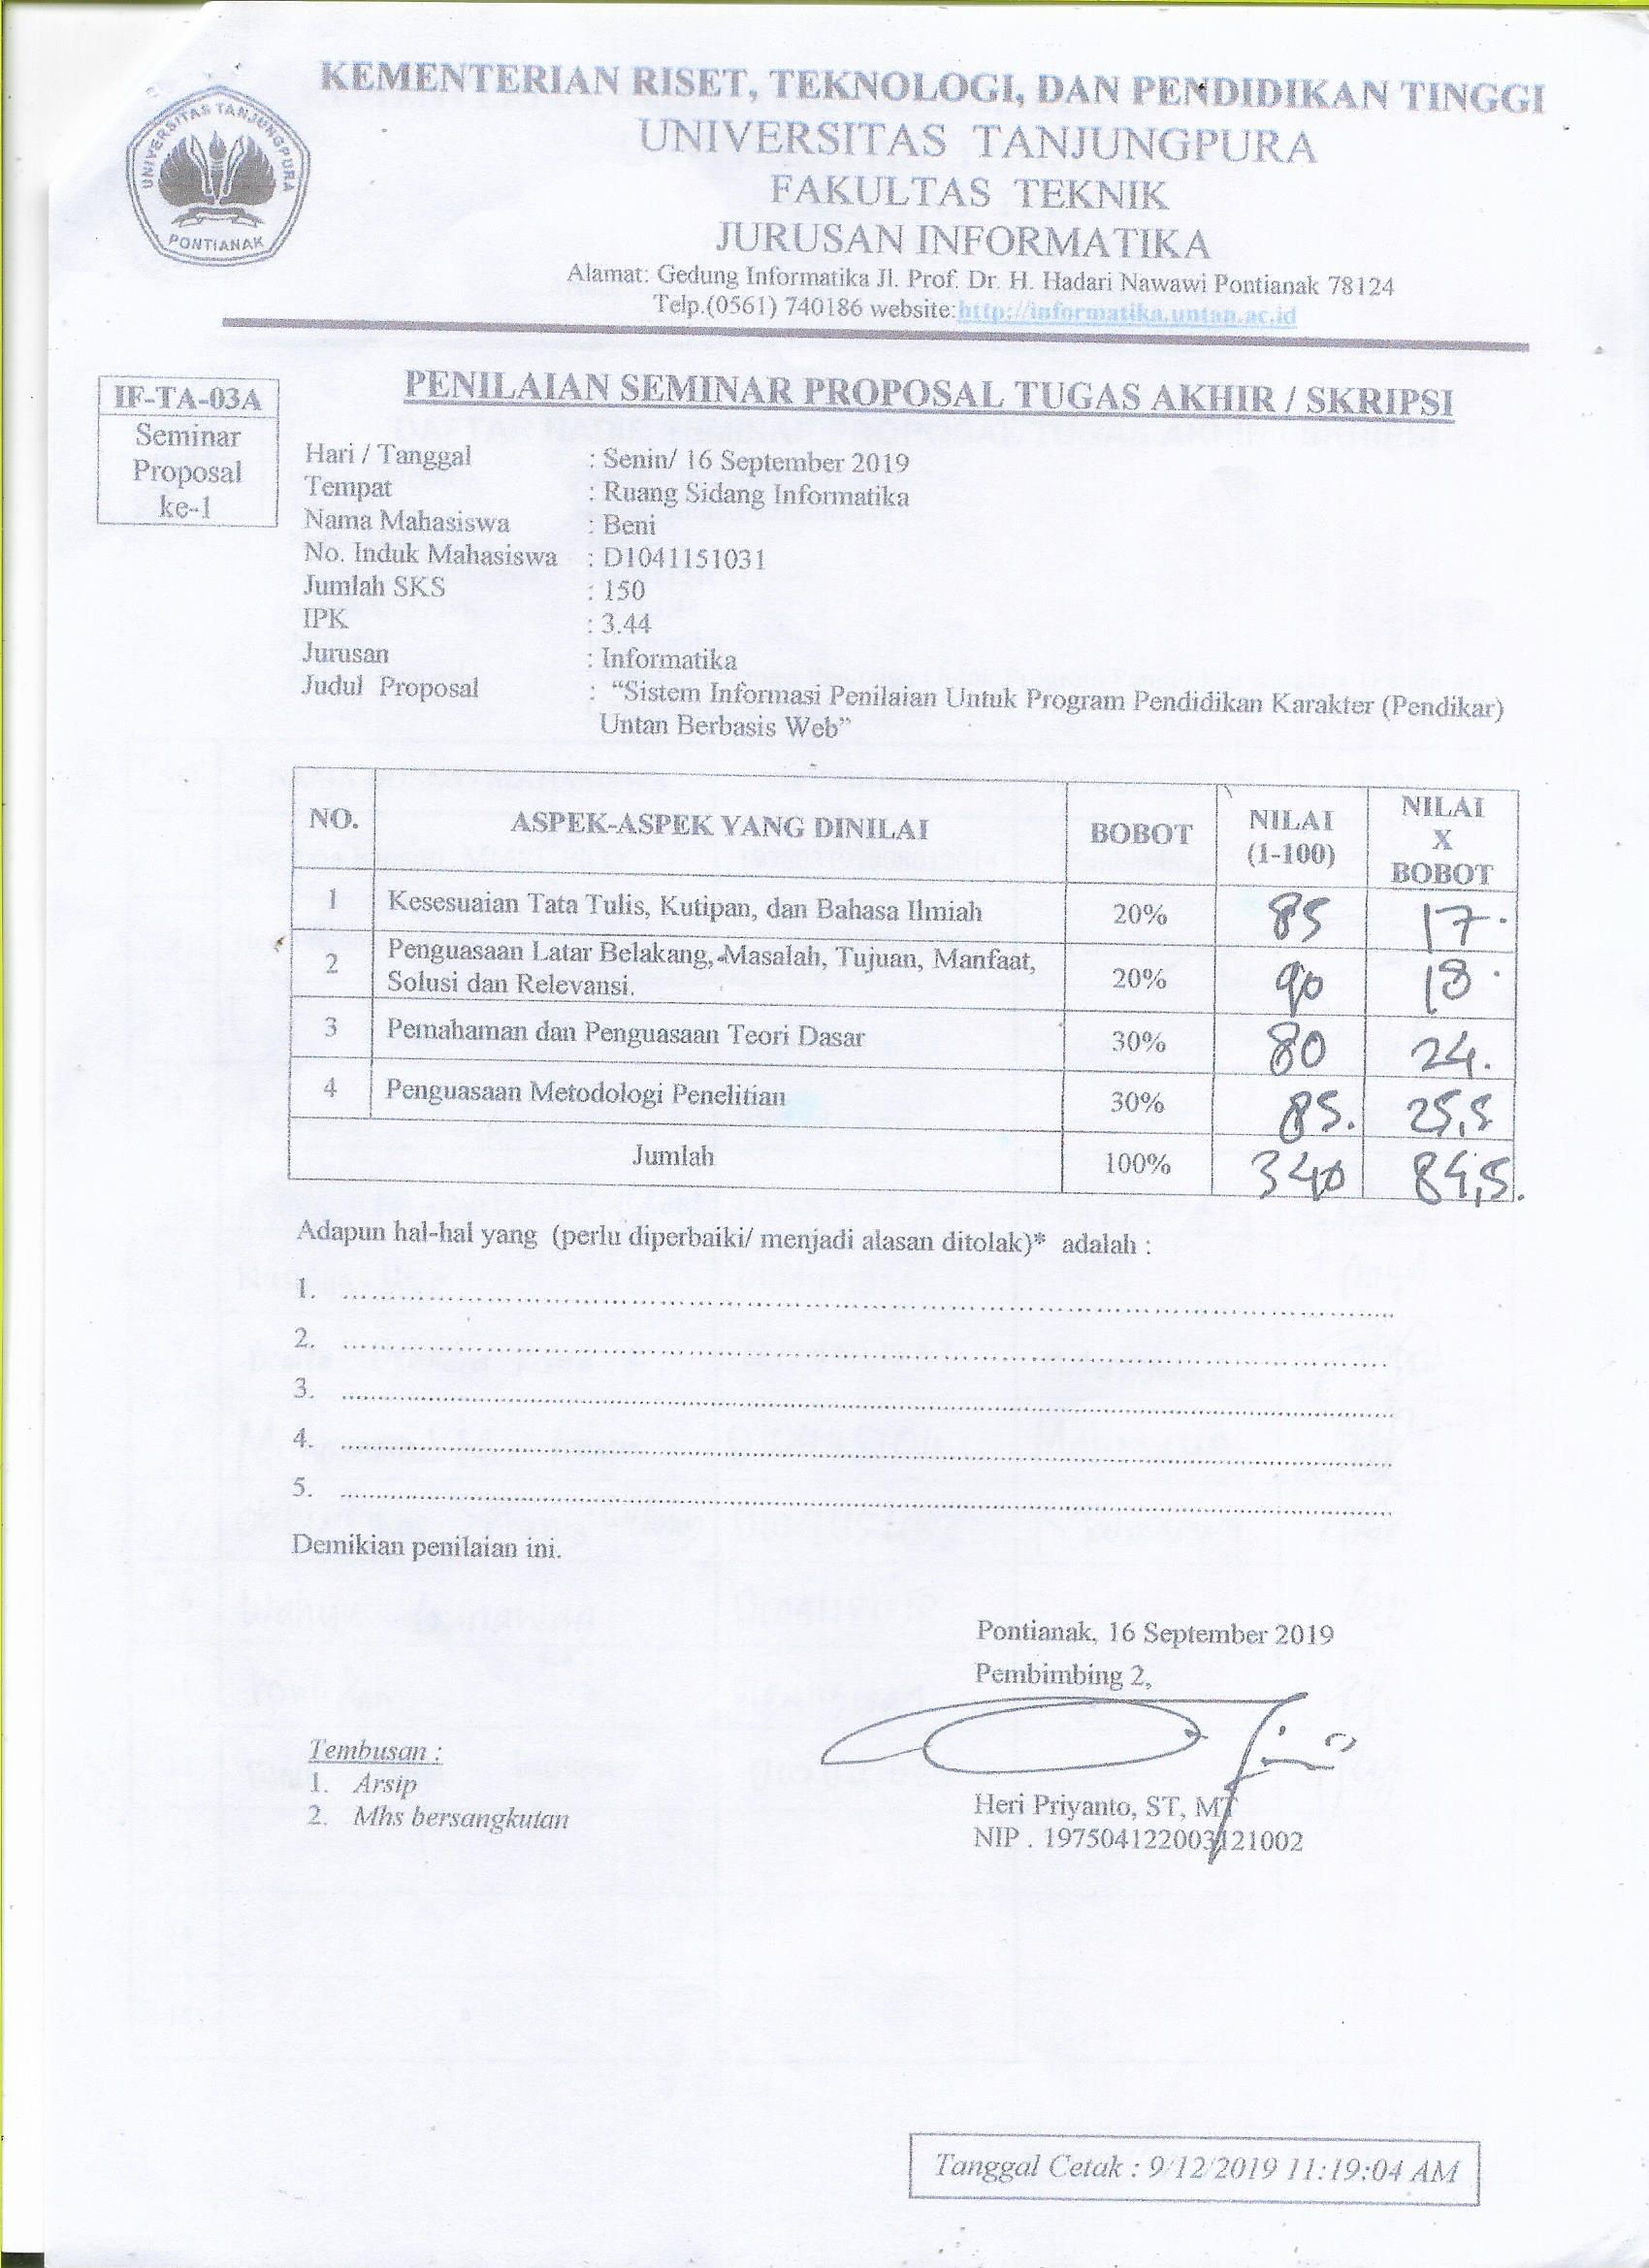 KEMENTERIAN RISET, TEKNOLOGI, DAN PENDIDIKAN TINGGI
UNIVERSITAS TANJUNGPURA
FAKULTAS TEKNIK
JURUSAN INFORMATIKA
Alamat: Gedung Informatika Jl. Prof. Dr. H. Hadari Nawawi Pontianak 78124
Telp.(0561) 740186 website:http://informatika.untan.ac.id
UNIVERSITAS TANJUNGPURA
PONTIANAK
IF-TA-03A
Seminar
Proposal
ke-1
PENILAIAN SEMINAR PROPOSAL TUGAS AKHIR / SKRIPSI
Hari / Tanggal : Senin/ 16 September 2019
Tempat : Ruang Sidang Informatika
Nama Mahasiswa : Beni
No. Induk Mahasiswa : D1041151031
Jumlah SKS : 150
IPK : 3.44
Jurusan : Informatika
Judul Proposal : “Sistem Informasi Penilaian Untuk Program Pendidikan Karakter (Pendikar)
Untan Berbasis Web”
NO. ASPEK-ASPEK YANG DINILAI BOBOT NILAI (1-100) NILAI X BOBOT
1 Kesesuaian Tata Tulis, Kutipan, dan Bahasa Ilmiah 20% 85 17.
2 Penguasaan Latar Belakang, Masalah, Tujuan, Manfaat,
Solusi dan Relevansi. 20% 90 18.
3 Pemahaman dan Penguasaan Teori Dasar 30% 80 24.
4 Penguasaan Metodologi Penelitian 30% 85. 25,5.
Jumlah 100% 340 84,5.
Adapun hal-hal yang (perlu diperbaiki/ menjadi alasan ditolak)* adalah :
1. ....................
2. ....................
3. ....................
4. ....................
5. ....................
Demikian penilaian ini.
Pontianak, 16 September 2019
Pembimbing 2,
Heri Priyanto, ST, MT
NIP . 197504122003121002
Tembusan :
1. Arsip
2. Mhs bersangkutan
Tanggal Cetak : 9/12/2019 11:19:04 AM